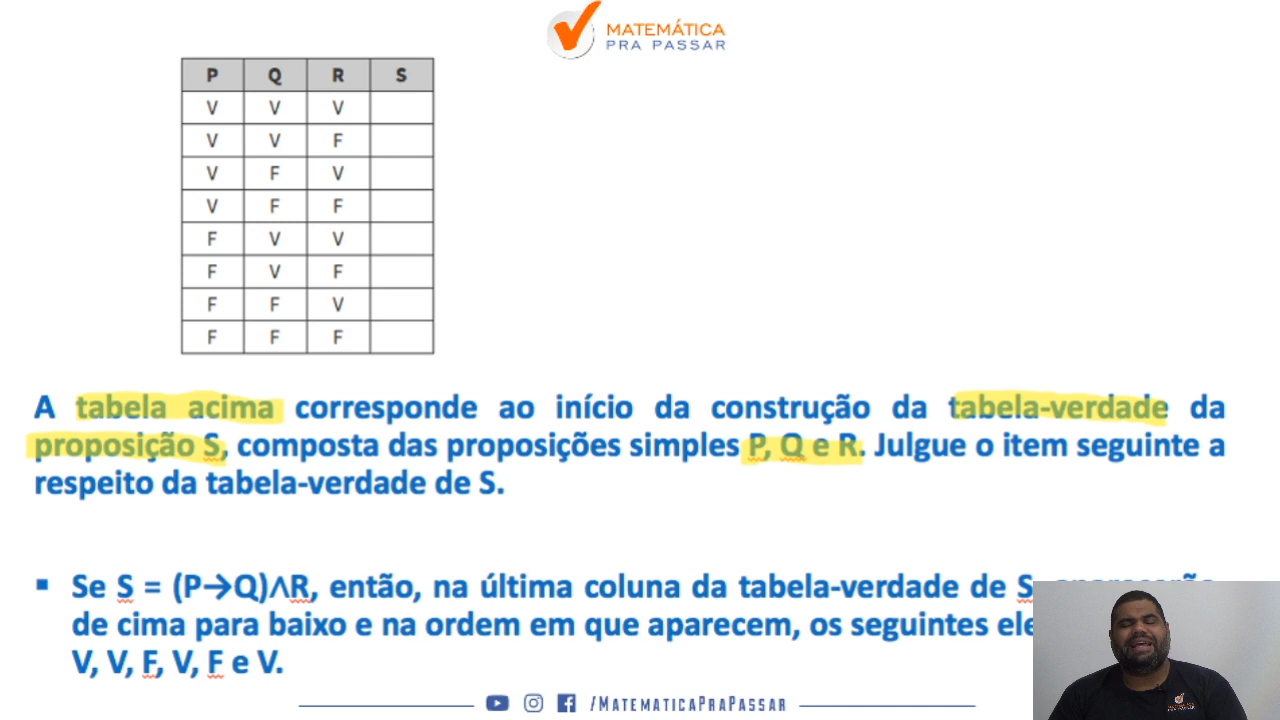 MATEMÁTICA
PRA PASSAR
P Q R S
V V V
V V F
V F V
V F F
F V V
F V F
F F V
F F F
A tabela acima corresponde ao início da construção da tabela-verdade da
proposição S, composta das proposições simples P, Q e R. Julgue o item seguinte a
respeito da tabela-verdade de S.
▪ Se S = (P→Q)∧R, então, na última coluna da tabela-verdade de S
de cima para baixo e na ordem em que aparecem, os seguintes ele
V, V, F, V, F e V.
/MATEMATICAPRAPASSAR